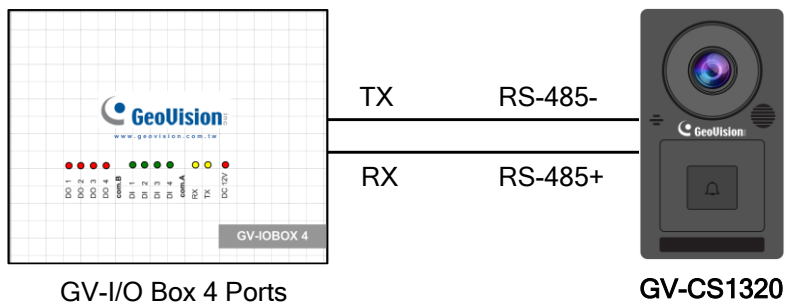 GeoVision
www.geovision.com.tw
DO 1
DO 2
DO 3
DO 4
com.B
DI 1
DI 2
DI 3
DI 4
com.A
RX
TX
DC 12V
GV-IOBOX 4
GV-I/O Box 4 Ports
TX RS-485-
RX RS-485+
GeoVision
GV-CS1320